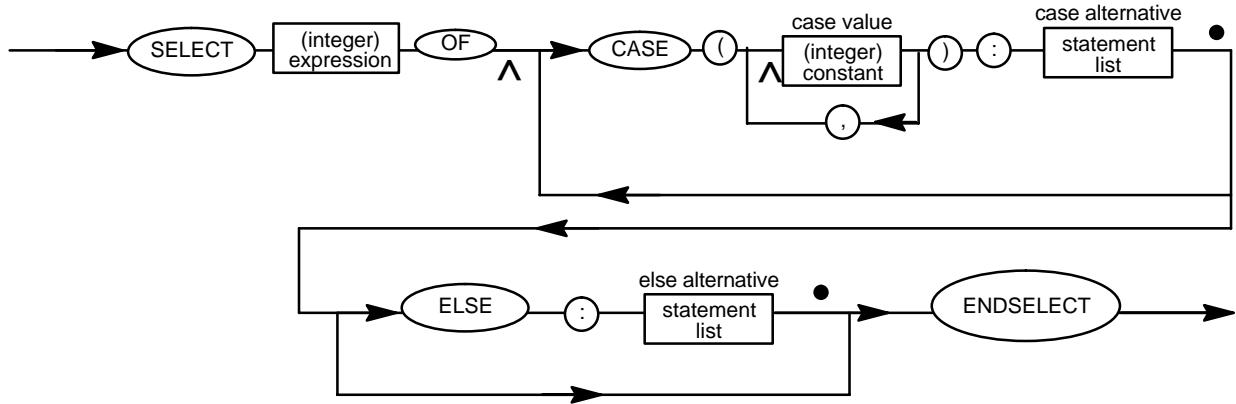 case value
case alternative
SELECT
(integer)
expression
OF
CASE
(
(integer)
constant
)
:
statement
list
,
else alternative
ELSE
:
statement
list
ENDSELECT